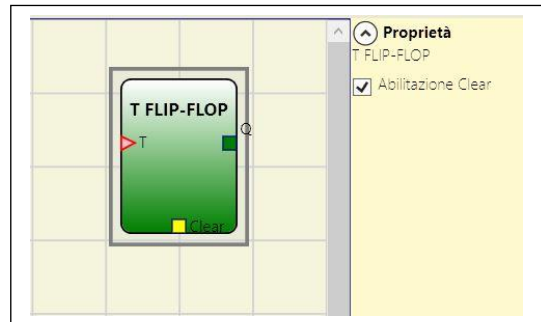 T FLIP-FLOP
T
Q
Clear
Proprietà
T FLIP-FLOP
Abilitazione Clear